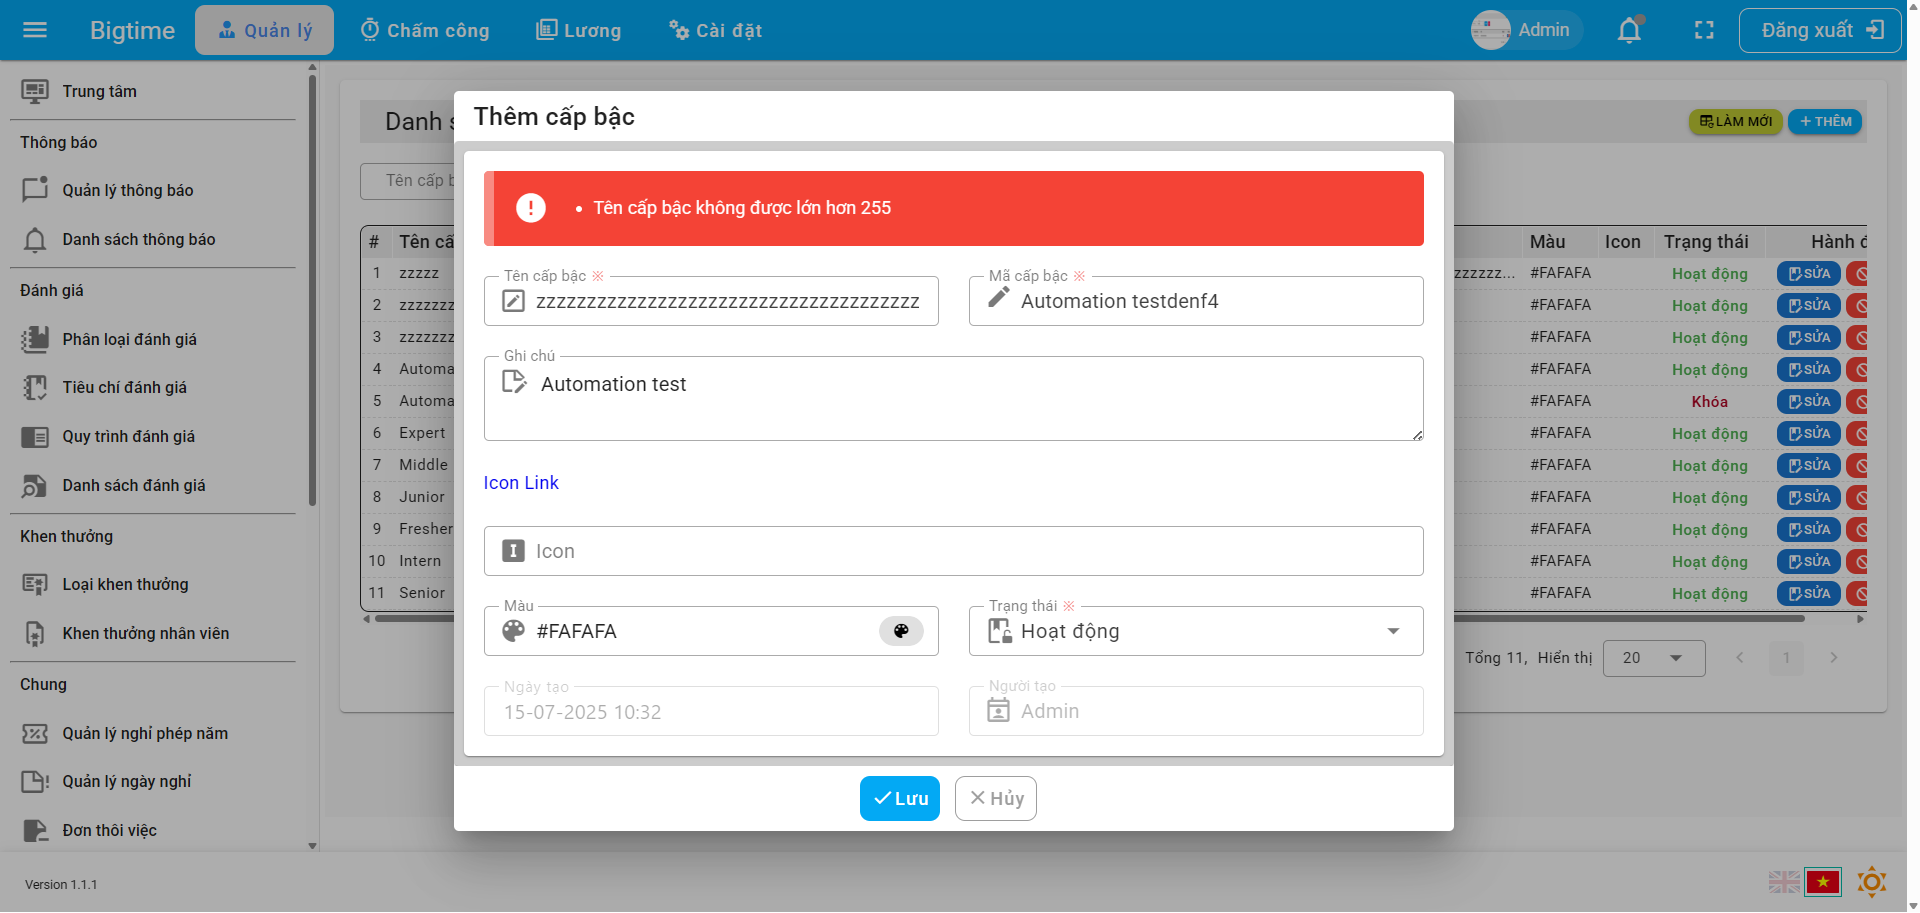 Bigtime
Quản lý
Chấm công
Lương
Cài đặt
Admin
Đăng xuất
Trung tâm
Thông báo
Quản lý thông báo
Danh sách thông báo
Đánh giá
Phân loại đánh giá
Tiêu chí đánh giá
Quy trình đánh giá
Danh sách đánh giá
Khen thưởng
Loại khen thưởng
Khen thưởng nhân viên
Chung
Quản lý nghỉ phép năm
Quản lý ngày nghỉ
Đơn thôi việc
Version 1.1.1
Danh
LÀM MỚI
THÊM
Tên cấp
# Tên Màu Icon Trạng thái Hành
1 zzzzz zzzzzz... #FAFAFA Hoạt động SỬA
2 zzzzzzz #FAFAFA Hoạt động SỬA
3 zzzzzzz #FAFAFA Hoạt động SỬA
4 Automa #FAFAFA Hoạt động SỬA
5 Automa #FAFAFA Khóa SỬA
6 Expert #FAFAFA Hoạt động SỬA
7 Middle #FAFAFA Hoạt động SỬA
8 Junior #FAFAFA Hoạt động SỬA
9 Fresher #FAFAFA Hoạt động SỬA
10 Intern #FAFAFA Hoạt động SỬA
11 Senior #FAFAFA Hoạt động SỬA
Tổng 11, Hiển thị 20 1
Thêm cấp bậc
• Tên cấp bậc không được lớn hơn 255
Tên cấp bậc ※
zzzzzzzzzzzzzzzzzzzzzzzzzzzzzzzzzzzzzz
Mã cấp bậc ※
Automation testdenf4
Ghi chú
Automation test
Icon Link
Icon
Màu
#FAFAFA
Trạng thái ※
Hoạt động
Ngày tạo
15-07-2025 10:32
Người tạo
Admin
Lưu
Hủy